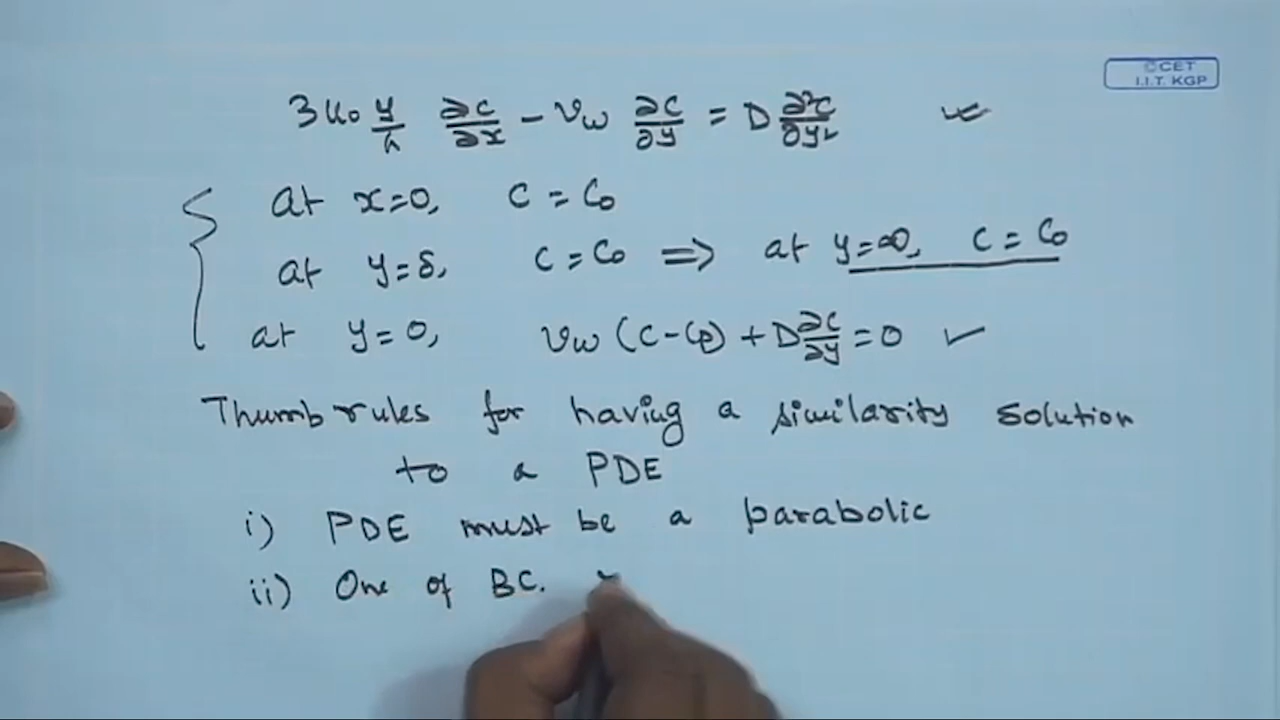 ©CET
I.I.T. KGP
3u₀ y/h ∂c/∂x - v_w ∂c/∂y = D ∂²c/∂y²
at x=0, c = c₀
at y=δ, c = c₀ ⇒ at y=∞, c = c₀
at y=0, v_w (c-c_p) + D ∂c/∂y = 0 ✓
Thumb rules for having a similarity solution
to a PDE
i) PDE must be a parabolic
ii) One of BC.